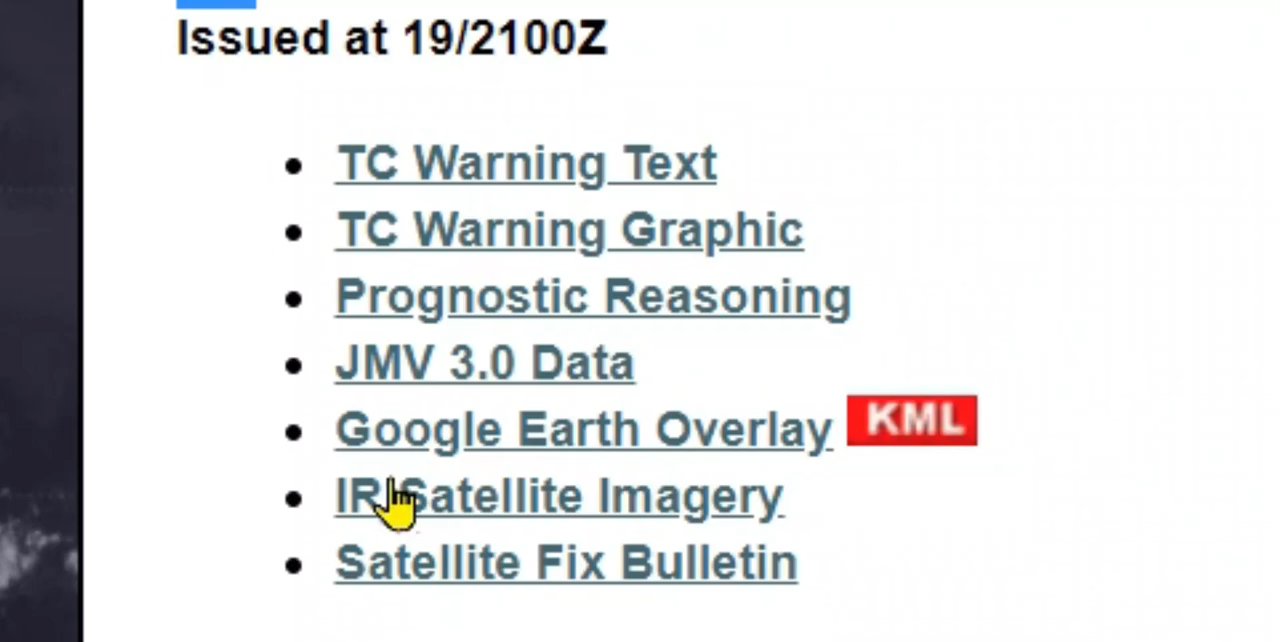 Issued at 19/2100Z
TC Warning Text
TC Warning Graphic
Prognostic Reasoning
JMV 3.0 Data
Google Earth Overlay KML
IR Satellite Imagery
Satellite Fix Bulletin